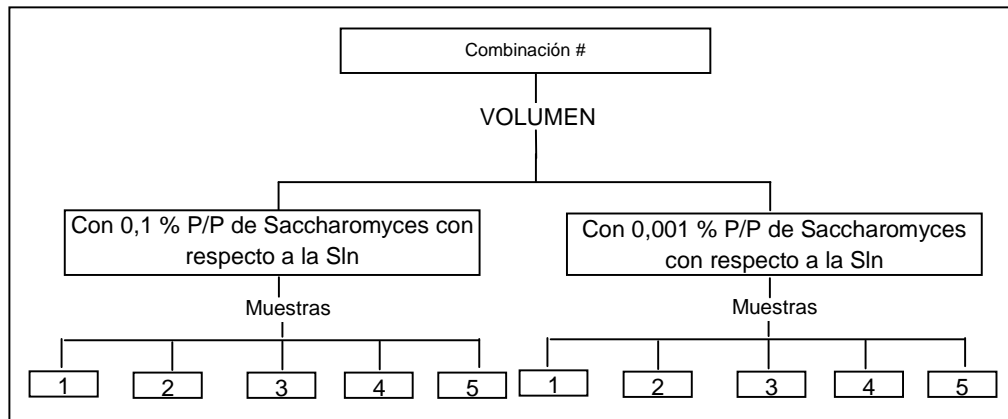 Combinación #
VOLUMEN
Con 0,1 % P/P de Saccharomyces con
respecto a la Sln
Con 0,001 % P/P de Saccharomyces
con respecto a la Sln
Muestras
Muestras
1 2 3 4 5 1 2 3 4 5